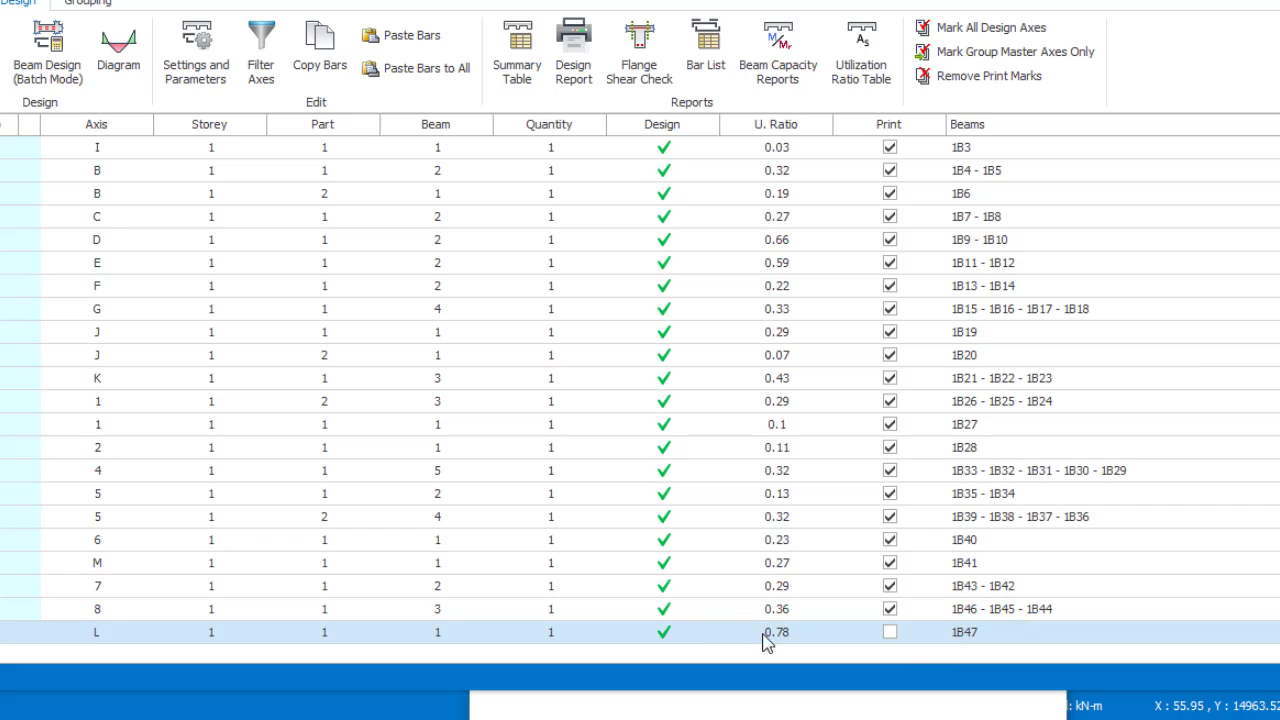 Design Grouping
Beam Design (Batch Mode)
Diagram
Settings and Parameters
Filter Axes
Copy Bars
Paste Bars
Paste Bars to All
Summary Table
Design Report
Flange Shear Check
Bar List
M/Mr
Beam Capacity Reports
As
Utilization Ratio Table
Mark All Design Axes
Mark Group Master Axes Only
Remove Print Marks
Design Edit Reports
Axis Storey Part Beam Quantity Design U. Ratio Print Beams
I 1 1 1 1 0.03 1B3
B 1 1 2 1 0.32 1B4 - 1B5
B 1 2 1 1 0.19 1B6
C 1 1 2 1 0.27 1B7 - 1B8
D 1 1 2 1 0.66 1B9 - 1B10
E 1 1 2 1 0.59 1B11 - 1B12
F 1 1 2 1 0.22 1B13 - 1B14
G 1 1 4 1 0.33 1B15 - 1B16 - 1B17 - 1B18
J 1 1 1 1 0.29 1B19
J 1 2 1 1 0.07 1B20
K 1 1 3 1 0.43 1B21 - 1B22 - 1B23
1 1 2 3 1 0.29 1B26 - 1B25 - 1B24
1 1 1 1 1 0.1 1B27
2 1 1 1 1 0.11 1B28
4 1 1 5 1 0.32 1B33 - 1B32 - 1B31 - 1B30 - 1B29
5 1 1 2 1 0.13 1B35 - 1B34
5 1 2 4 1 0.32 1B39 - 1B38 - 1B37 - 1B36
6 1 1 1 1 0.23 1B40
M 1 1 1 1 0.27 1B41
7 1 1 2 1 0.29 1B43 - 1B42
8 1 1 3 1 0.36 1B46 - 1B45 - 1B44
L 1 1 1 1 0.78 1B47
: kN-m X : 55.95 , Y : 14963.52